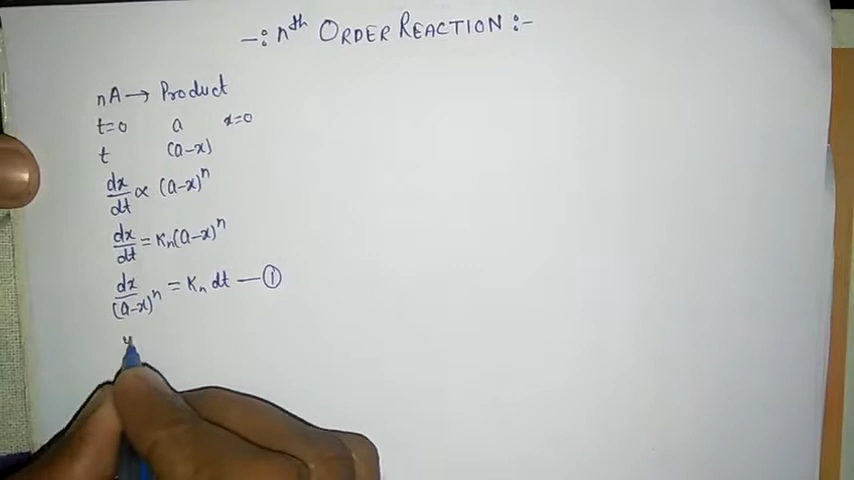 -: nth ORDER REACTION :-
nA → Product
t=0 a x=0
t (a-x)
dx/dt ∝ (a-x)^n
dx/dt = Kn(a-x)^n
dx/(a-x)^n = Kn dt — ①